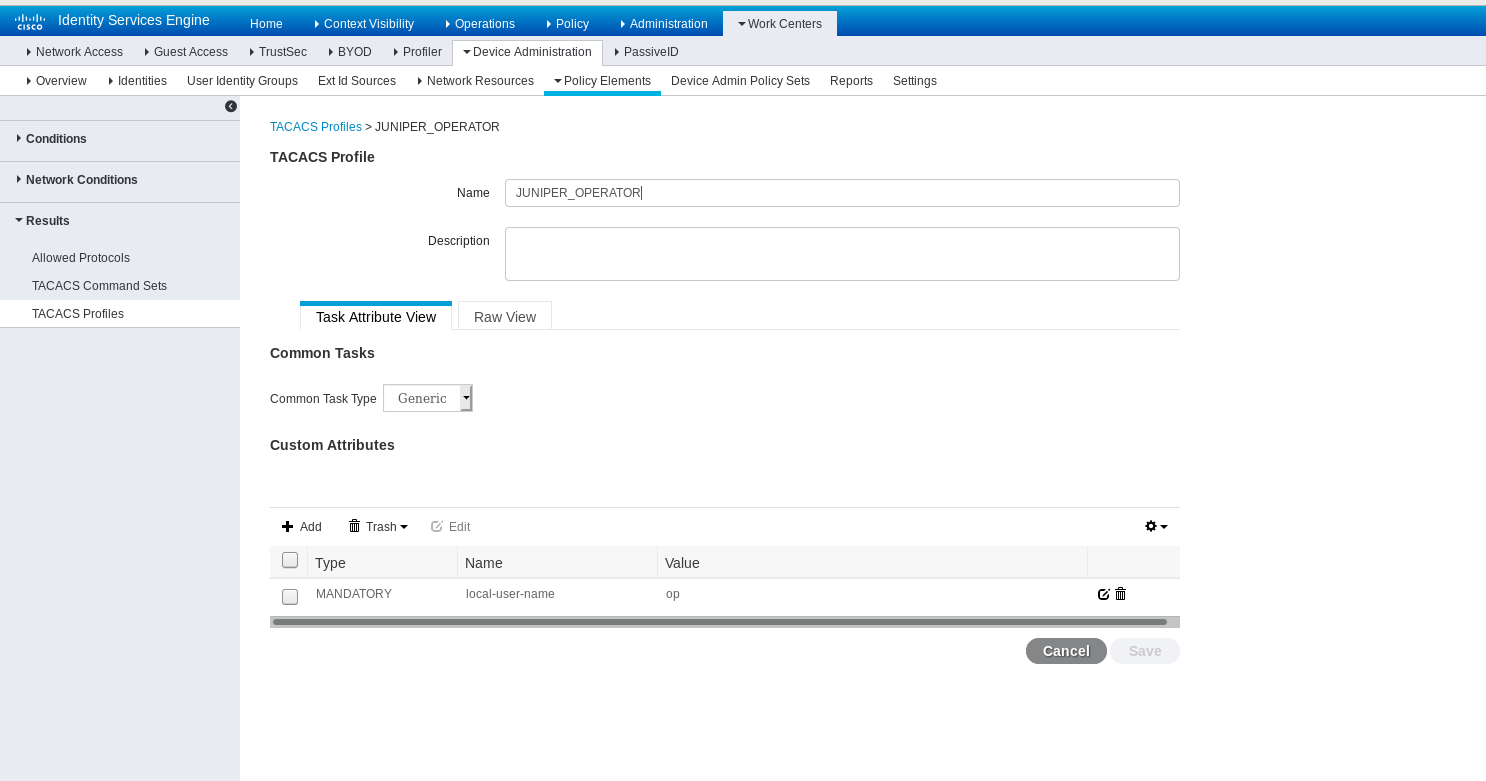 CISCO Identity Services Engine Home Context Visibility Operations Policy Administration Work Centers
Network Access Guest Access TrustSec BYOD Profiler Device Administration PassiveID
Overview Identities User Identity Groups Ext Id Sources Network Resources Policy Elements Device Admin Policy Sets Reports Settings
Conditions
Network Conditions
Results
Allowed Protocols
TACACS Command Sets
TACACS Profiles
TACACS Profiles > JUNIPER_OPERATOR
TACACS Profile
Name JUNIPER_OPERATOR
Description
Task Attribute View Raw View
Common Tasks
Common Task Type Generic
Custom Attributes
Add Trash Edit
Type Name Value
MANDATORY local-user-name op
Cancel Save